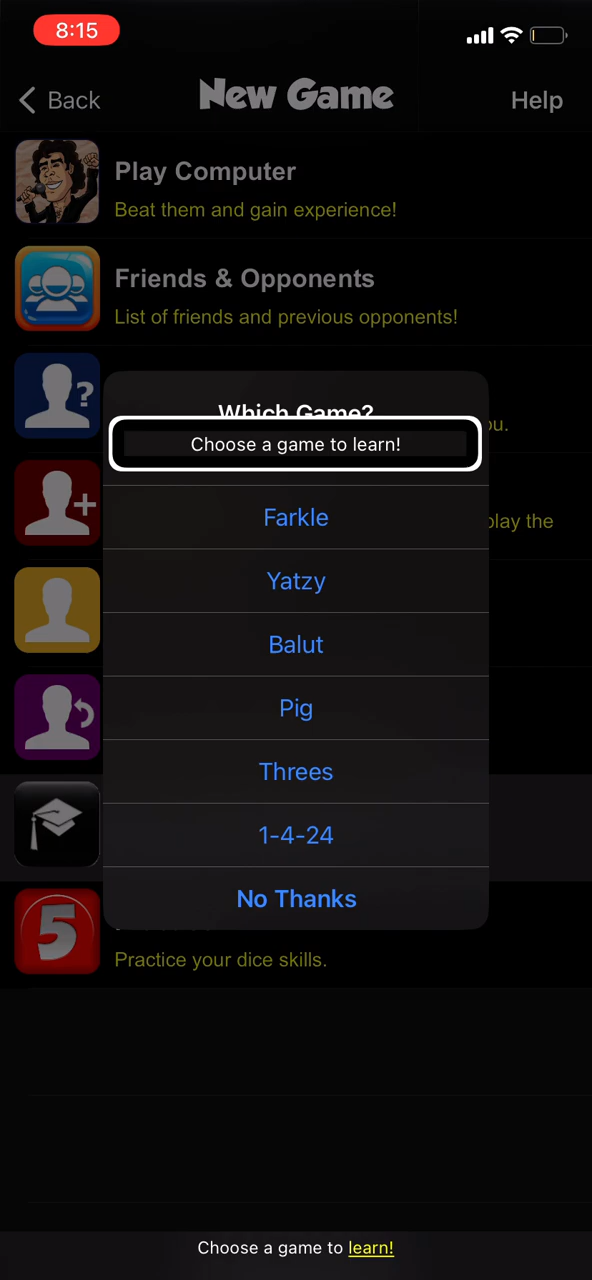 8:15
Back
New Game
Help
Play Computer
Beat them and gain experience!
Friends & Opponents
List of friends and previous opponents!
?
ou.
Which Game?
Choose a game to learn!
play the
Farkle
Yatzy
Balut
Pig
Threes
1-4-24
No Thanks
5
Practice your dice skills.
Choose a game to learn!